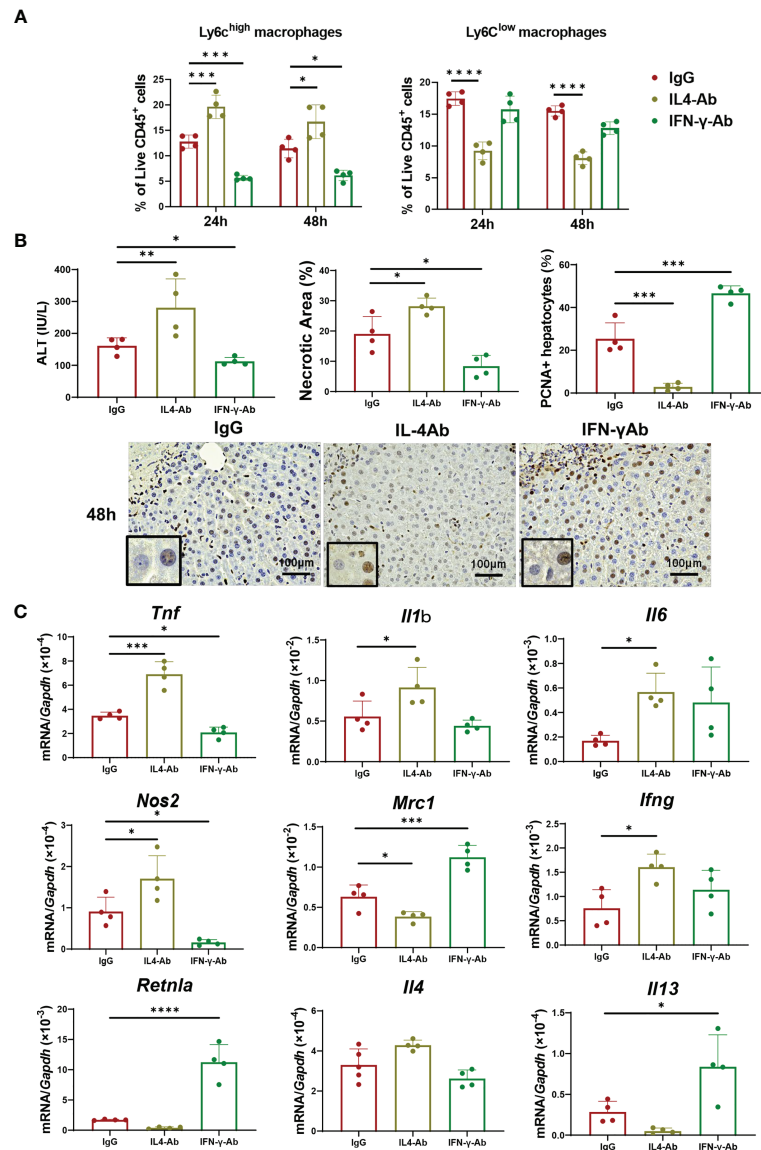 A
Ly6c^high macrophages
Ly6C^low macrophages
% of Live CD45⁺ cells
25
20
15
10
5
0
*** *
*** *
24h 48h
% of Live CD45⁺ cells
20
15
10
5
0
**** ****
24h 48h
IgG
IL4-Ab
IFN-γ-Ab
B
ALT (IU/L)
400
300
200
100
0
*
**
IgG IL4-Ab IFN-γ-Ab
Necrotic Area (%)
40
30
20
10
0
*
*
IgG IL4-Ab IFN-γ-Ab
PCNA+ hepatocytes (%)
60
40
20
0
***
***
IgG IL4-Ab IFN-γ-Ab
IgG IL-4Ab IFN-γAb
48h
100μm 100μm 100μm
C
Tnf
mRNA/Gapdh (×10⁻⁴)
10
8
6
4
2
0
*
***
IgG IL4-Ab IFN-γ-Ab
Il1b
mRNA/Gapdh (×10⁻²)
1.5
1.0
0.5
0.0
*
IgG IL4-Ab IFN-γ-Ab
Il6
mRNA/Gapdh (×10⁻³)
1.0
0.8
0.6
0.4
0.2
0.0
*
IgG IL4-Ab IFN-γ-Ab
Nos2
mRNA/Gapdh (×10⁻⁴)
4
3
2
1
0
*
*
IgG IL4-Ab IFN-γ-Ab
Mrc1
mRNA/Gapdh (×10⁻²)
1.5
1.0
0.5
0.0
***
*
IgG IL4-Ab IFN-γ-Ab
Ifng
mRNA/Gapdh (×10⁻³)
2.5
2.0
1.5
1.0
0.5
0.0
*
IgG IL4-Ab IFN-γ-Ab
Retnla
mRNA/Gapdh (×10⁻³)
20
15
10
5
0
****
IgG IL4-Ab IFN-γ-Ab
Il4
mRNA/Gapdh (×10⁻⁴)
6
4
2
0
IgG IL4-Ab IFN-γ-Ab
Il13
mRNA/Gapdh (×10⁻⁴)
1.5
1.0
0.5
0.0
*
IgG IL4-Ab IFN-γ-Ab